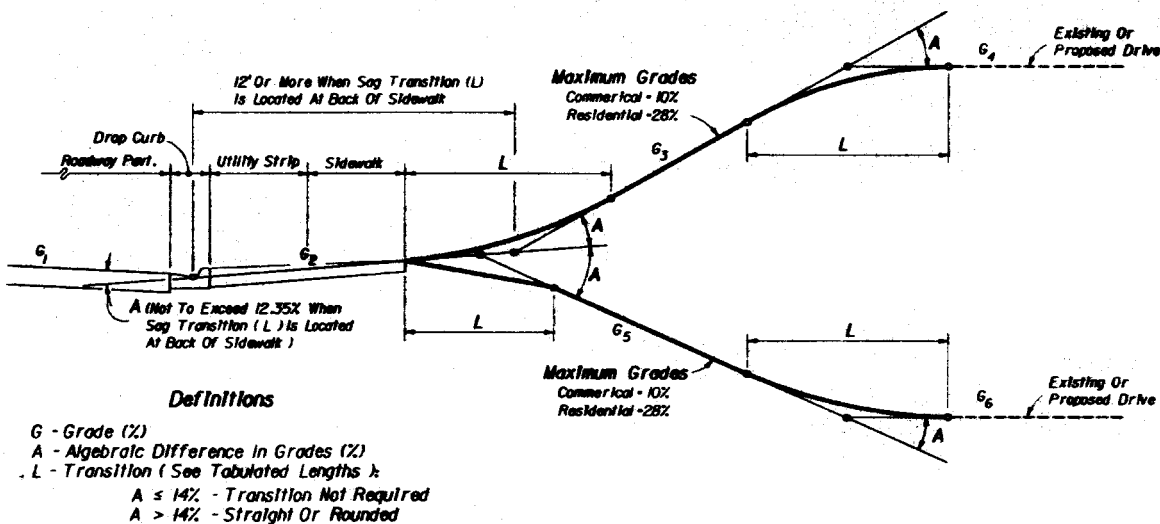 12' Or More When Sag Transition (L)
Is Located At Back Of Sidewalk
Drop Curb
Roadway Pavt.
Utility Strip
Sidewalk
L
Maximum Grades
Commerical - 10%
Residential -28%
A
G4
Existing Or
Proposed Drive
G3
L
G1
G2
A
A
A (Not To Exceed 12.35% When
Sag Transition ( L ) Is Located
At Back Of Sidewalk )
L
G5
L
Maximum Grades
Commerical - 10%
Residential =28%
G6
Existing Or
Proposed Drive
A
Definitions
G - Grade (%)
A - Algebraic Difference In Grades (%)
L - Transition ( See Tabulated Lengths ):
A ≤ 14% - Transition Not Required
A > 14% - Straight Or Rounded